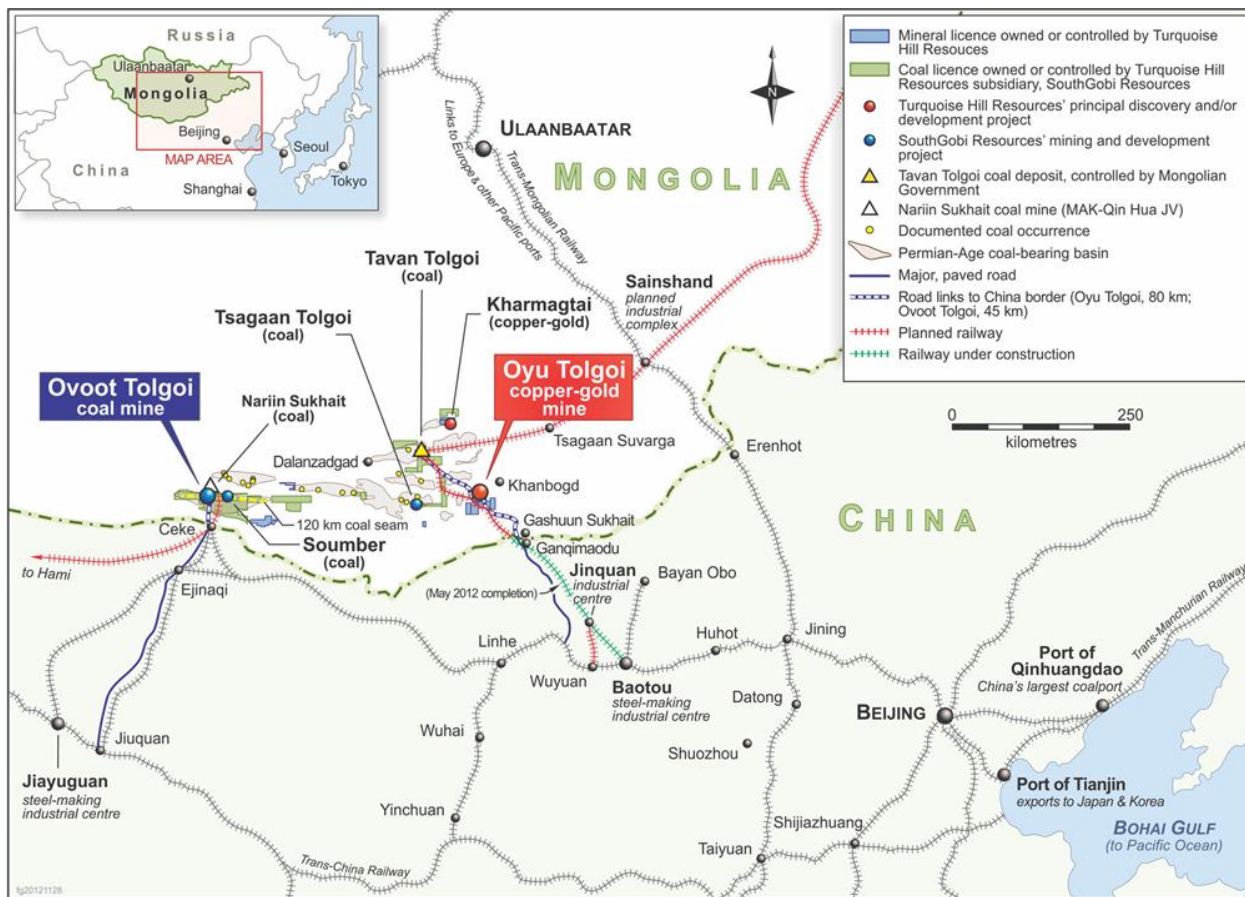 Russia
Ulaanbaatar
Mongolia
Beijing
MAP AREA
Seoul
China
Shanghai
Tokyo
N
Mineral licence owned or controlled by Turquoise
Hill Resouces
Coal licence owned or controlled by Turquoise Hill
Resources subsidiary, SouthGobi Resources
Turquoise Hill Resources' principal discovery and/or
development project
SouthGobi Resources' mining and development
project
Tavan Tolgoi coal deposit, controlled by Mongolian
Government
Nariin Sukhait coal mine (MAK-Qin Hua JV)
Documented coal occurrence
Permian-Age coal-bearing basin
Major, paved road
Road links to China border (Oyu Tolgoi, 80 km;
Ovoot Tolgoi, 45 km)
Planned railway
Railway under construction
0 250
kilometres
ULAANBAATAR
Links to Europe & other Pacific ports
Trans-Mongolian Railway
MONGOLIA
Tavan Tolgoi
(coal)
Sainshand
planned
industrial
complex
Kharmagtai
(copper-gold)
Tsagaan Tolgoi
(coal)
Ovoot Tolgoi
coal mine
Nariin Sukhait
(coal)
Oyu Tolgoi
copper-gold
mine
Tsagaan Suvarga
Erenhot
Dalanzadgad
Khanbogd
120 km coal seam
Ceke
Soumber
(coal)
Gashuun Sukhait
Ganqimaodu
CHINA
to Hami
Ejinaqi
Jinquan
industrial
centre
(May 2012 completion)
Bayan Obo
Trans-Manchurian Railway
Linhe
Huhot
Jining
Port of
Qinhuangdao
China's largest coalport
Wuyuan
Baotou
steel-making
industrial centre
Datong
BEIJING
Wuhai
Shuozhou
Jiuquan
Jiayuguan
steel-making
industrial centre
Port of Tianjin
exports to Japan & Korea
Yinchuan
Shijiazhuang
BOHAI GULF
(to Pacific Ocean)
Taiyuan
Trans-China Railway
fg20121128